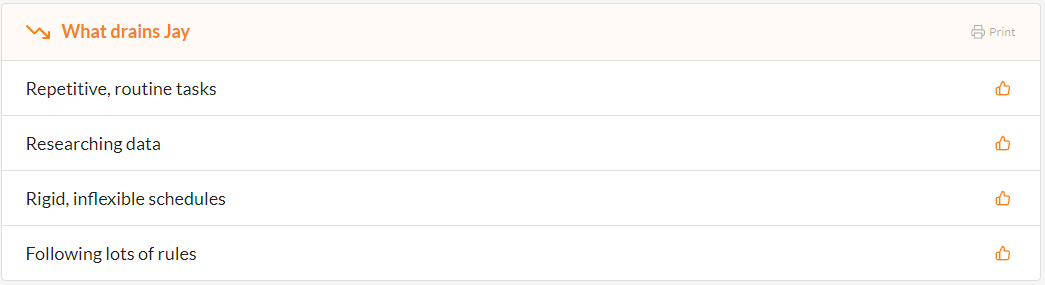 What drains Jay
Print
Repetitive, routine tasks
Researching data
Rigid, inflexible schedules
Following lots of rules